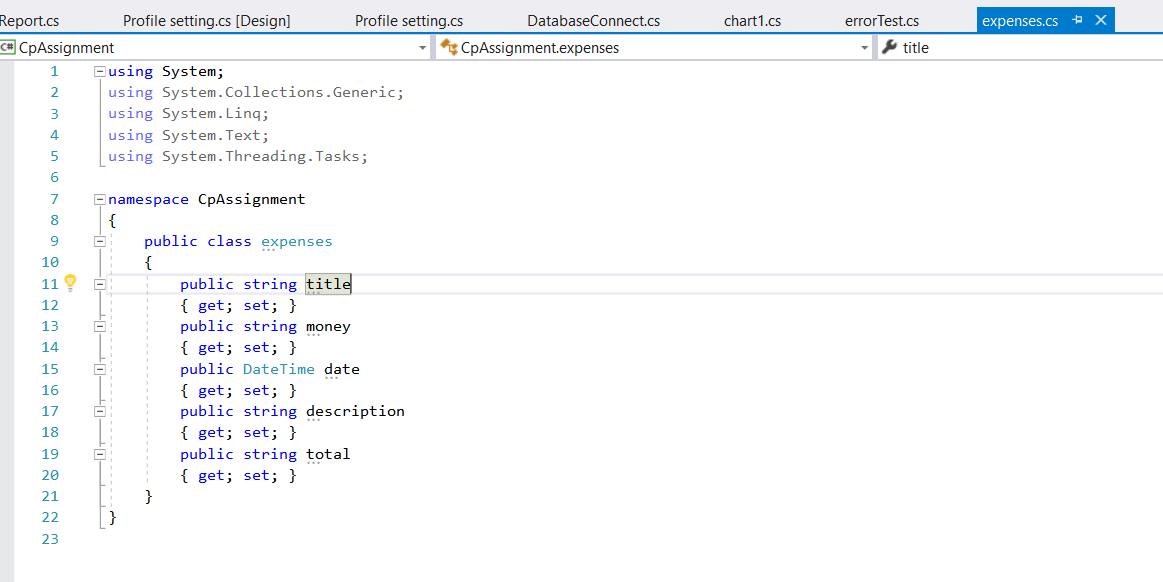 Report.cs Profile setting.cs [Design] Profile setting.cs DatabaseConnect.cs chart1.cs errorTest.cs expenses.cs
C# CpAssignment CpAssignment.expenses title
1 using System;
2 using System.Collections.Generic;
3 using System.Linq;
4 using System.Text;
5 using System.Threading.Tasks;
6
7 namespace CpAssignment
8 {
9 public class expenses
10 {
11 public string title
12 { get; set; }
13 public string money
14 { get; set; }
15 public DateTime date
16 { get; set; }
17 public string description
18 { get; set; }
19 public string total
20 { get; set; }
21 }
22 }
23